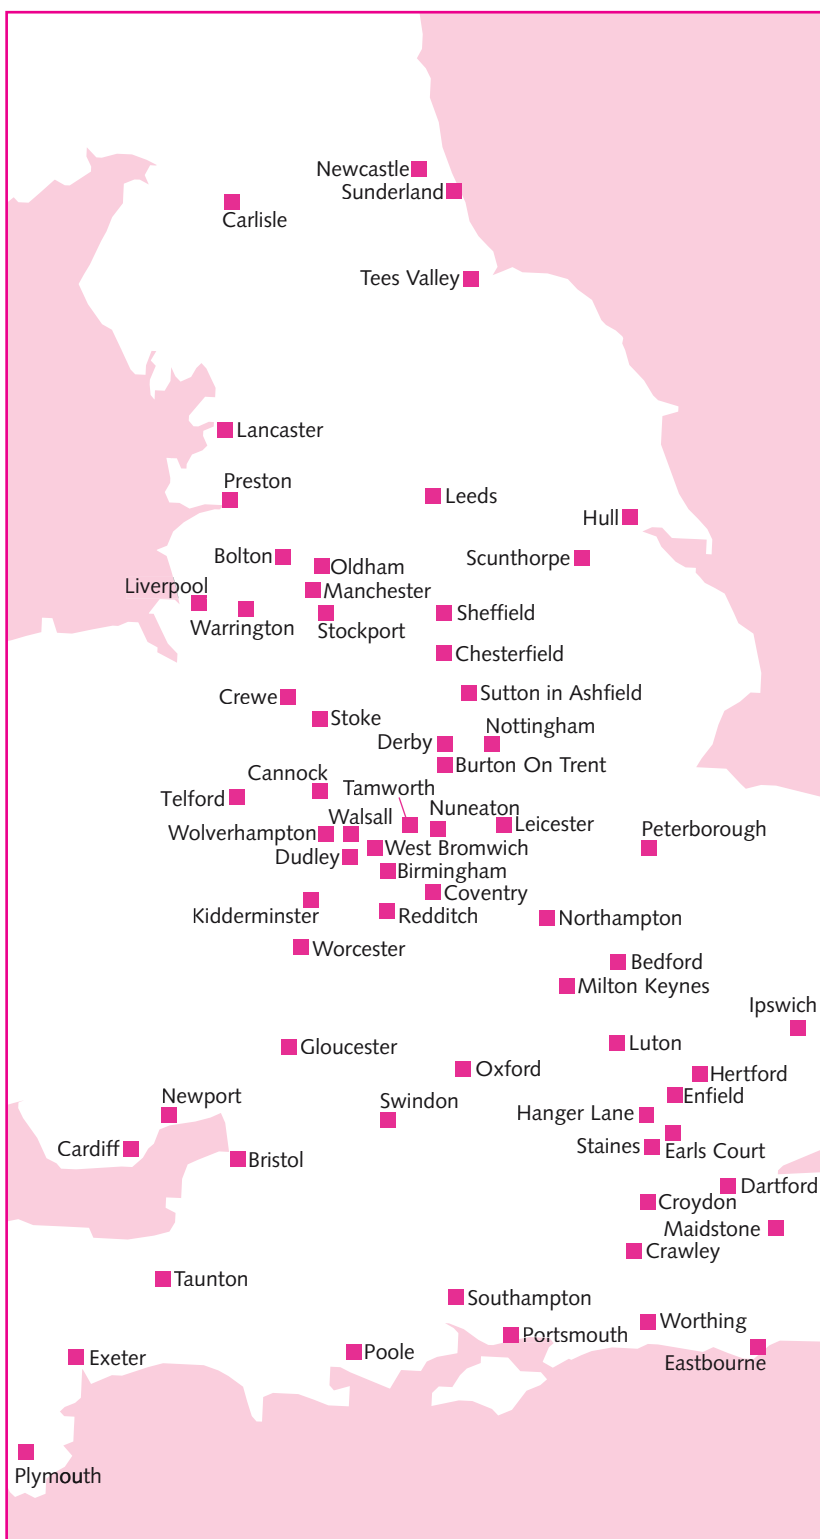 Newcastle
Sunderland
Carlisle
Tees Valley
Lancaster
Preston
Leeds
Hull
Bolton
Oldham
Scunthorpe
Liverpool
Manchester
Warrington
Stockport
Sheffield
Chesterfield
Crewe
Sutton in Ashfield
Stoke
Nottingham
Derby
Burton On Trent
Cannock
Tamworth
Telford
Walsall
Nuneaton
Leicester
Peterborough
Wolverhampton
West Bromwich
Dudley
Birmingham
Coventry
Kidderminster
Redditch
Northampton
Worcester
Bedford
Milton Keynes
Ipswich
Gloucester
Luton
Oxford
Hertford
Newport
Swindon
Enfield
Hanger Lane
Cardiff
Bristol
Staines
Earls Court
Dartford
Croydon
Maidstone
Crawley
Taunton
Southampton
Worthing
Portsmouth
Exeter
Poole
Eastbourne
Plymouth